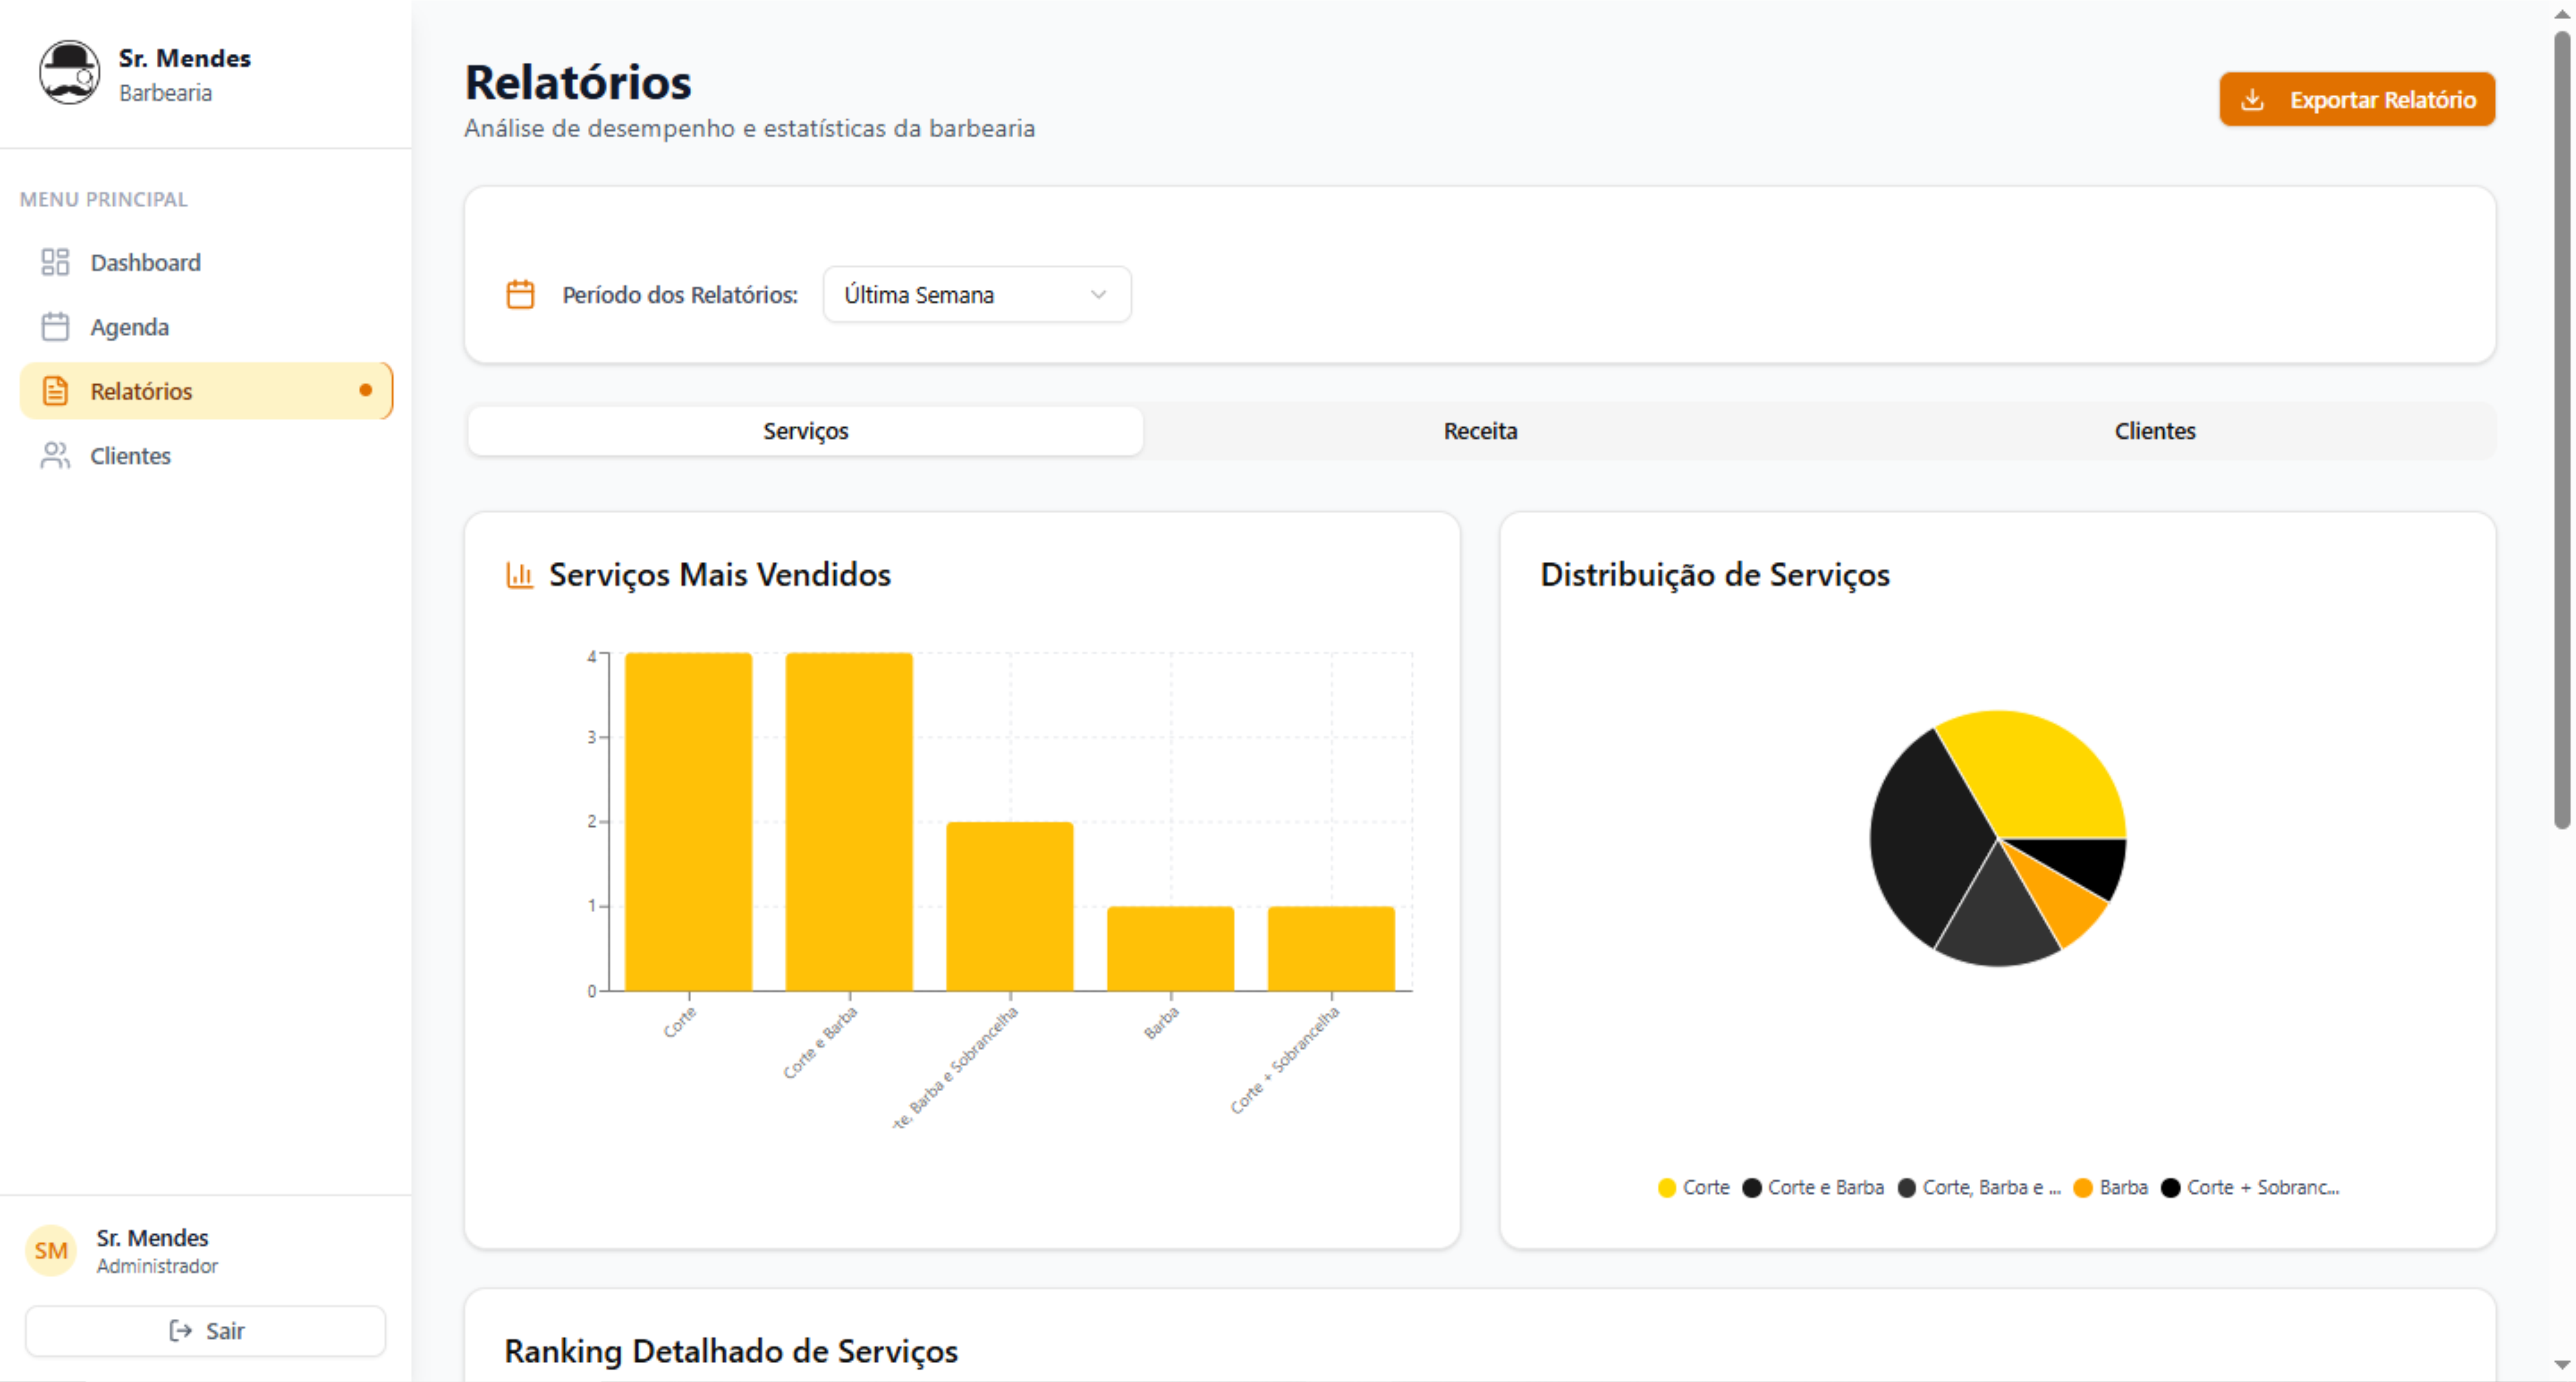 Sr. Mendes
Barbearia
MENU PRINCIPAL
Dashboard
Agenda
Relatórios
Clientes
SM
Sr. Mendes
Administrador
Sair
Relatórios
Análise de desempenho e estatísticas da barbearia
Exportar Relatório
Período dos Relatórios: Última Semana
Serviços Receita Clientes
Serviços Mais Vendidos
4
3
2
1
0
Corte
Corte e Barba
te, Barba e Sobrancelha
Barba
Corte + Sobrancelha
Distribuição de Serviços
Corte Corte e Barba Corte, Barba e ... Barba Corte + Sobranc...
Ranking Detalhado de Serviços